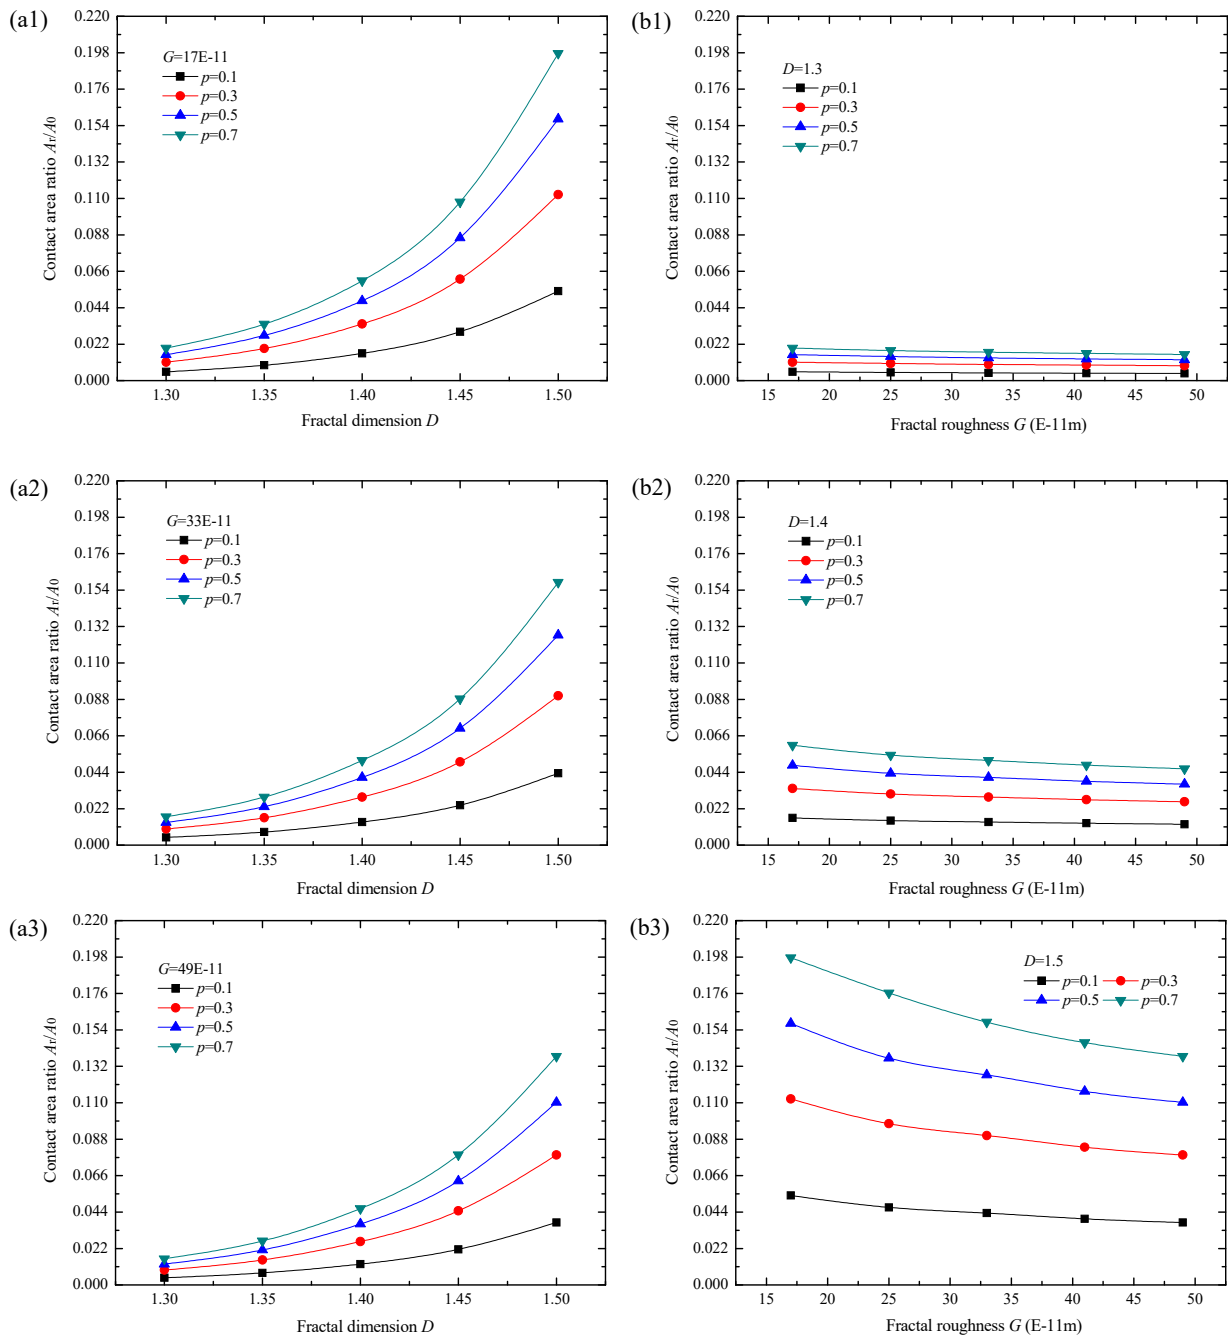 (a1)
0.220
0.198
0.176
0.154
0.132
0.110
0.088
0.066
0.044
0.022
0.000
Contact area ratio Ar/A0
G=17E-11
p=0.1
p=0.3
p=0.5
p=0.7
1.30 1.35 1.40 1.45 1.50
Fractal dimension D
(b1)
0.220
0.198
0.176
0.154
0.132
0.110
0.088
0.066
0.044
0.022
0.000
Contact area ratio Ar/A0
D=1.3
p=0.1
p=0.3
p=0.5
p=0.7
15 20 25 30 35 40 45 50
Fractal roughness G (E-11m)
(a2)
0.220
0.198
0.176
0.154
0.132
0.110
0.088
0.066
0.044
0.022
0.000
Contact area ratio Ar/A0
G=33E-11
p=0.1
p=0.3
p=0.5
p=0.7
1.30 1.35 1.40 1.45 1.50
Fractal dimension D
(b2)
0.220
0.198
0.176
0.154
0.132
0.110
0.088
0.066
0.044
0.022
0.000
Contact area ratio Ar/A0
D=1.4
p=0.1
p=0.3
p=0.5
p=0.7
15 20 25 30 35 40 45 50
Fractal roughness G (E-11m)
(a3)
0.220
0.198
0.176
0.154
0.132
0.110
0.088
0.066
0.044
0.022
0.000
Contact area ratio Ar/A0
G=49E-11
p=0.1
p=0.3
p=0.5
p=0.7
1.30 1.35 1.40 1.45 1.50
Fractal dimension D
(b3)
0.220
0.198
0.176
0.154
0.132
0.110
0.088
0.066
0.044
0.022
0.000
Contact area ratio Ar/A0
D=1.5
p=0.1 p=0.3
p=0.5 p=0.7
15 20 25 30 35 40 45 50
Fractal roughness G (E-11m)